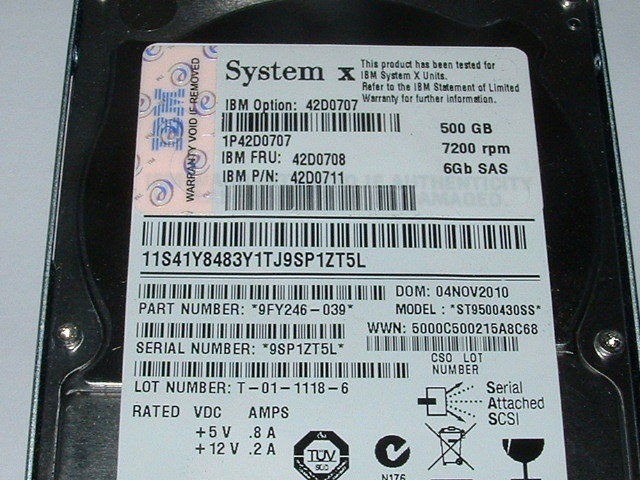 System x
This product has been tested for
IBM System X Units.
Refer to the IBM Statement of Limited
Warranty for further information.
IBM
WARRANTY VOID IF REMOVED
IBM Option: 42D0707
1P42D0707
IBM FRU: 42D0708
IBM P/N: 42D0711
500 GB
7200 rpm
6Gb SAS
AUTHENTICITY
DAMAGED.
11S41Y8483Y1TJ9SP1ZT5L
DOM: 04NOV2010
PART NUMBER: *9FY246-039*
MODEL: *ST9500430SS*
WWN: 5000C500215A8C68
SERIAL NUMBER: *9SP1ZT5L*
CSO LOT
NUMBER
LOT NUMBER: T-01-1118-6
Serial
Attached
SCSI
RATED VDC AMPS
+5 V .8 A
+12 V .2 A
TUV
N176